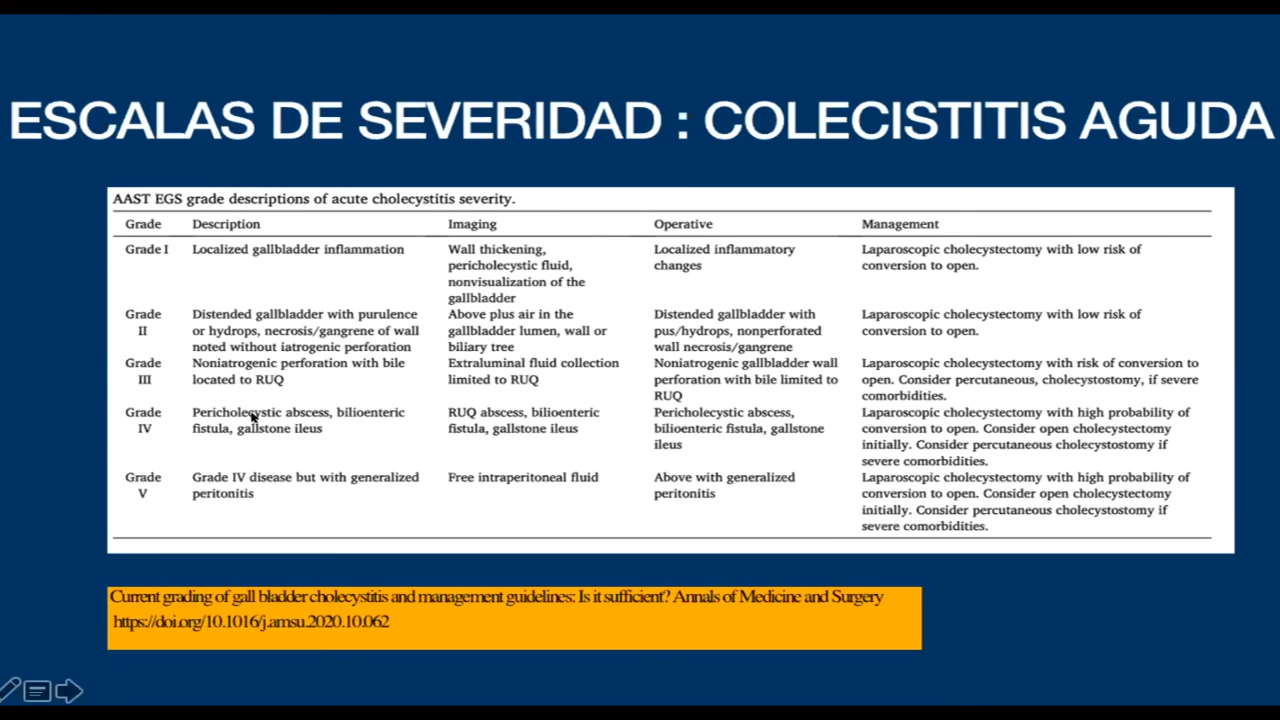 ESCALAS DE SEVERIDAD : COLECISTITIS AGUDA
AAST EGS grade descriptions of acute cholecystitis severity.
Grade Description Imaging Operative Management
Grade I Localized gallbladder inflammation Wall thickening, Localized inflammatory Laparoscopic cholecystectomy with low risk of
pericholecystic fluid, changes conversion to open.
nonvisualization of the
gallbladder
Grade Distended gallbladder with purulence Above plus air in the Distended gallbladder with Laparoscopic cholecystectomy with low risk of
II or hydrops, necrosis/gangrene of wall gallbladder lumen, wall or pus/hydrops, nonperforated conversion to open.
noted without iatrogenic perforation biliary tree wall necrosis/gangrene
Grade Noniatrogenic perforation with bile Extraluminal fluid collection Noniatrogenic gallbladder wall Laparoscopic cholecystectomy with risk of conversion to
III located to RUQ limited to RUQ perforation with bile limited to open. Consider percutaneous, cholecystostomy, if severe
RUQ comorbidities.
Grade Pericholecystic abscess, bilioenteric RUQ abscess, bilioenteric Pericholecystic abscess, Laparoscopic cholecystectomy with high probability of
IV fistula, gallstone ileus fistula, gallstone ileus bilioenteric fistula, gallstone conversion to open. Consider open cholecystectomy
ileus initially. Consider percutaneous cholecystostomy if
severe comorbidities.
Grade Grade IV disease but with generalized Free intraperitoneal fluid Above with generalized Laparoscopic cholecystectomy with high probability of
V peritonitis peritonitis conversion to open. Consider open cholecystectomy
initially. Consider percutaneous cholecystostomy if
severe comorbidities.
Current grading of gall bladder cholecystitis and management guidelines: Is it sufficient? Annals of Medicine and Surgery
https://doi.org/10.1016/j.amsu.2020.10.062